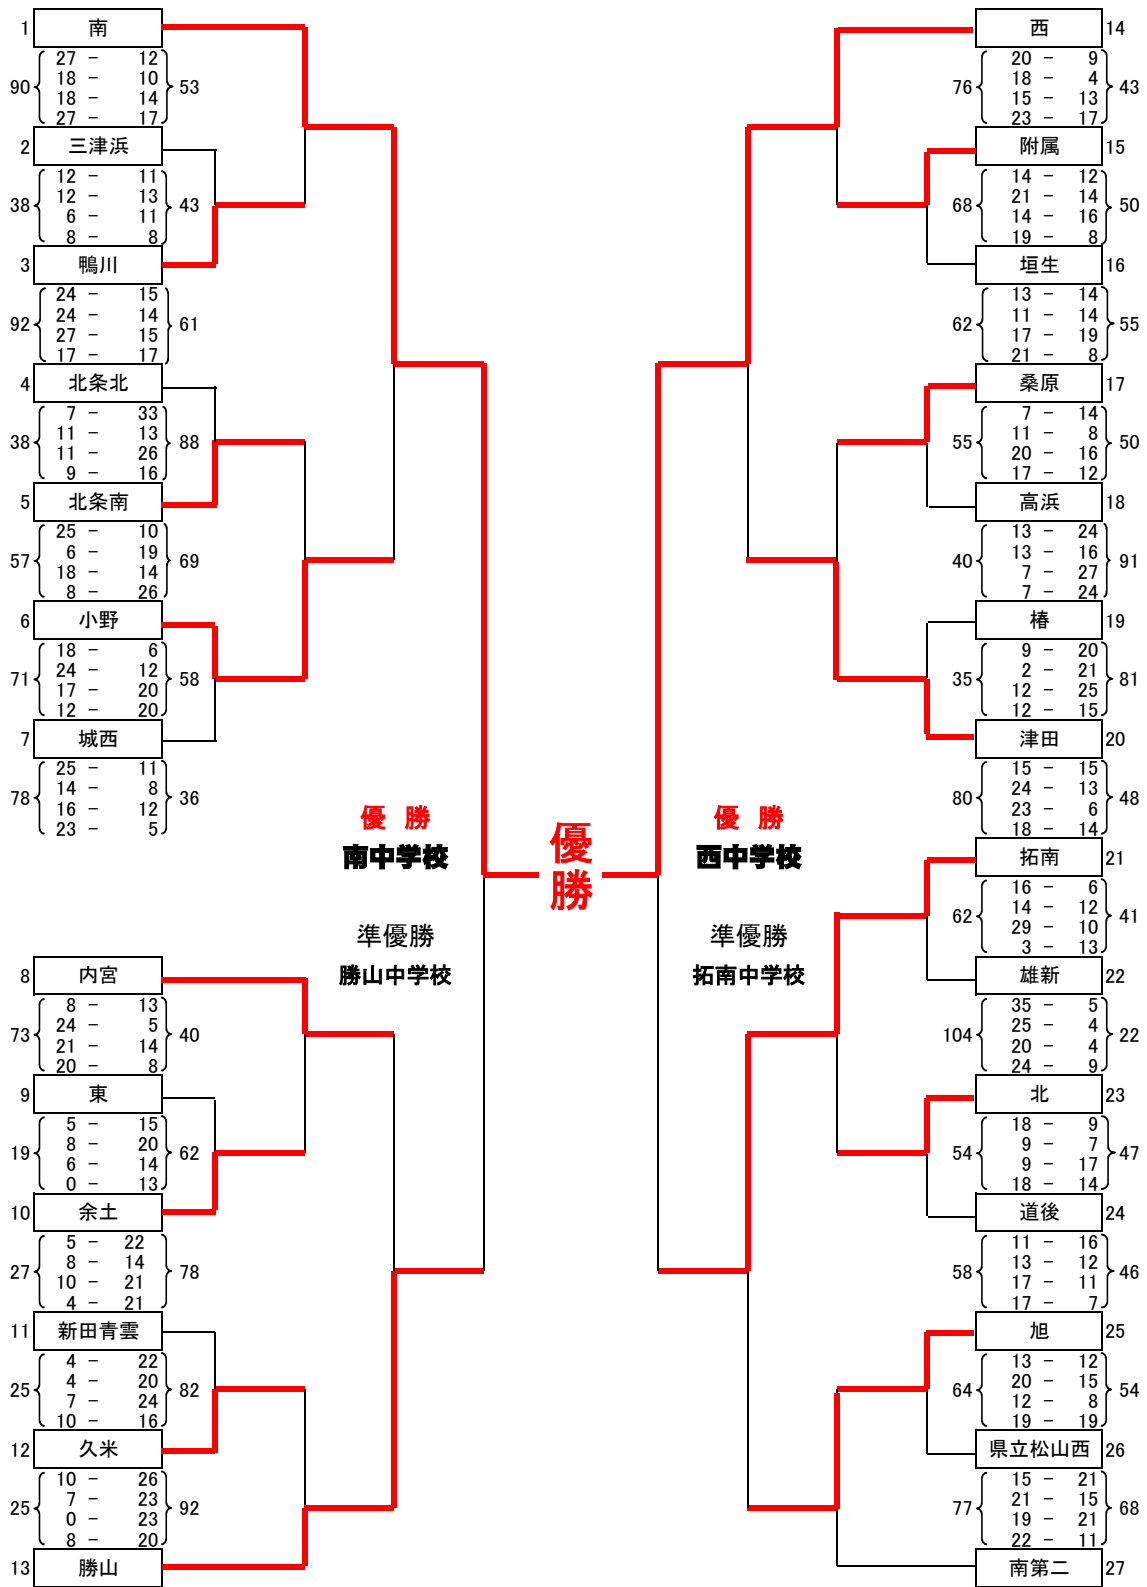 1 南
90 27 - 12 53
18 - 10
18 - 14
27 - 17
2 三津浜
38 12 - 11 43
12 - 13
6 - 11
8 - 8
3 鴨川
92 24 - 15 61
24 - 14
27 - 15
17 - 17
4 北条北
38 7 - 33 88
11 - 13
11 - 26
9 - 16
5 北条南
57 25 - 10 69
6 - 19
18 - 14
8 - 26
6 小野
71 18 - 6 58
24 - 12
17 - 20
12 - 20
7 城西
78 25 - 11 36
14 - 8
16 - 12
23 - 5
優 勝
南中学校
準優勝
勝山中学校
8 内宮
73 8 - 13 40
24 - 5
21 - 14
20 - 8
9 東
19 5 - 15 62
8 - 20
6 - 14
0 - 13
10 余土
27 5 - 22 78
8 - 14
10 - 21
4 - 21
11 新田青雲
25 4 - 22 82
4 - 20
7 - 24
10 - 16
12 久米
25 10 - 26 92
7 - 23
0 - 23
8 - 20
13 勝山
優
勝
西 14
76 20 - 9 43
18 - 4
15 - 13
23 - 17
附属 15
68 14 - 12 50
21 - 14
14 - 16
19 - 8
垣生 16
62 13 - 14 55
11 - 14
17 - 19
21 - 8
桑原 17
55 7 - 14 50
11 - 8
20 - 16
17 - 12
高浜 18
40 13 - 24 91
13 - 16
7 - 27
7 - 24
椿 19
35 9 - 20 81
2 - 21
12 - 25
12 - 15
津田 20
80 15 - 15 48
24 - 13
23 - 6
18 - 14
優 勝
西中学校
準優勝
拓南中学校
拓南 21
62 16 - 6 41
14 - 12
29 - 10
3 - 13
雄新 22
104 35 - 5 22
25 - 4
20 - 4
24 - 9
北 23
54 18 - 9 47
9 - 7
9 - 17
18 - 14
道後 24
58 11 - 16 46
13 - 12
17 - 11
17 - 7
旭 25
64 13 - 12 54
20 - 15
12 - 8
19 - 19
県立松山西 26
77 15 - 21 68
21 - 15
19 - 21
22 - 11
南第二 27